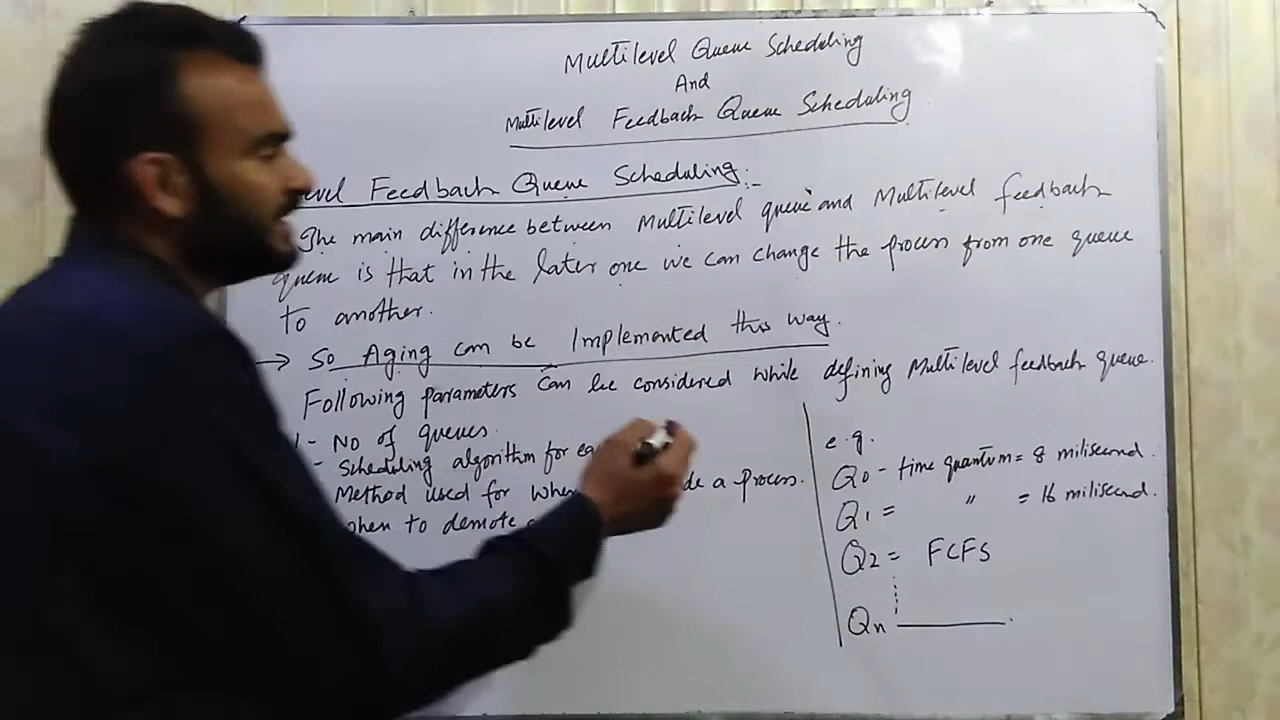 Multilevel Queue Scheduling
And
Multilevel Feedback Queue Scheduling
Feedback Queue Scheduling:-
The main difference between Multilevel queue and Multilevel feedback
queue is that in the later one we can change the process from one queue
to another.
→ So Aging can be Implemented this way.
Following parameters can be considered while defining Multilevel feedback queue.
1- No of queues.
- Scheduling algorithm for
Method used for when a process.
when to demote
e.g.
Q0 - time quantum = 8 milisecond.
Q1 = " = 16 milisecond.
Q2 = FCFS
Qn